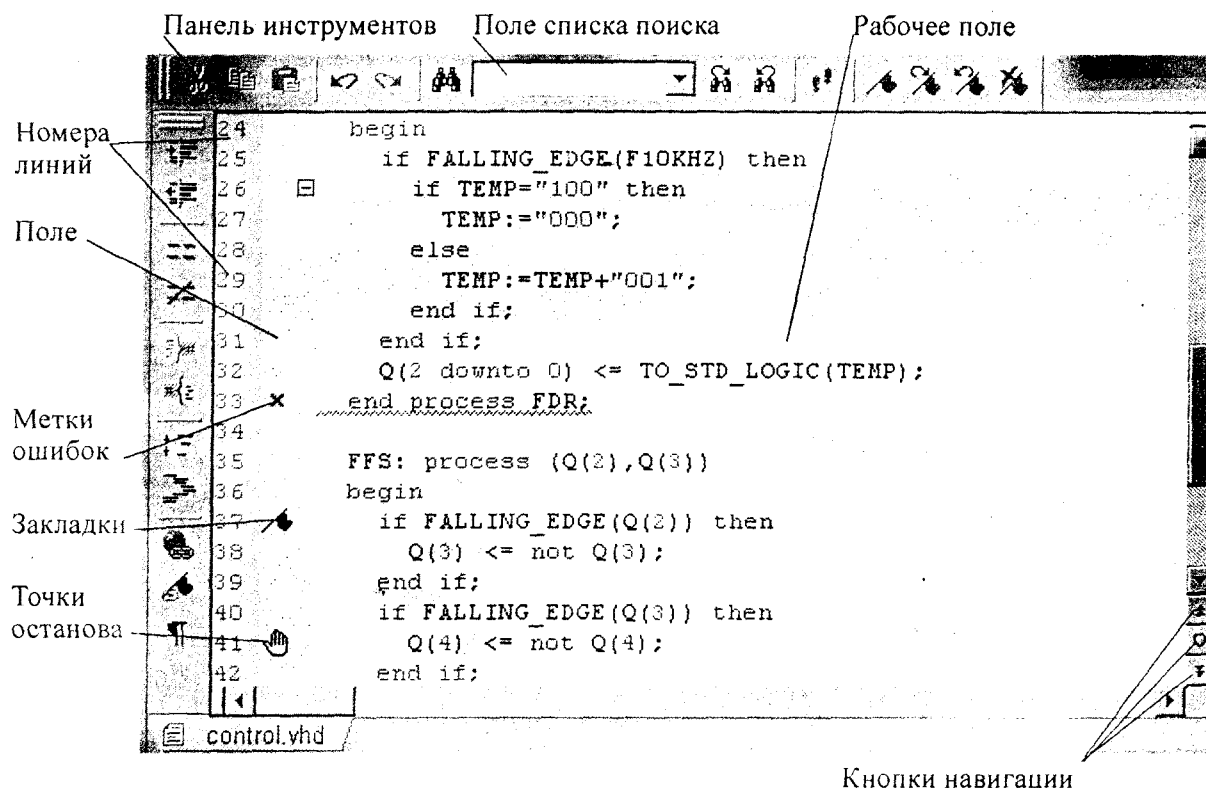 Панель инструментов Поле списка поиска Рабочее поле
Номера
линий
Поле
Метки
ошибок
Закладки
Точки
останова
24 begin
25 if FALLING_EDGE(F10KHZ) then
26 if TEMP="100" then
27 TEMP:="000";
28 else
29 TEMP:=TEMP+"001";
30 end if;
31 end if;
32 Q(2 downto 0) <= TO_STD_LOGIC(TEMP);
33 end process FDR;
34
35 FFS: process (Q(2),Q(3))
36 begin
37 if FALLING_EDGE(Q(2)) then
38 Q(3) <= not Q(3);
39 end if;
40 if FALLING_EDGE(Q(3)) then
41 Q(4) <= not Q(4);
42 end if;
control.vhd
Кнопки навигации